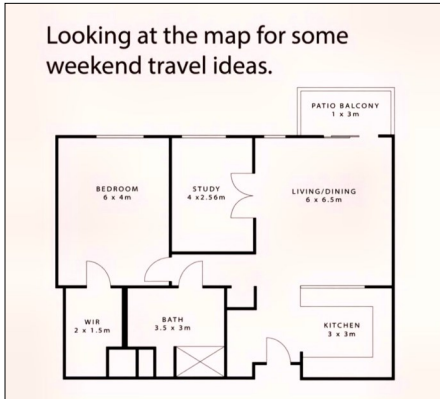 Looking at the map for some
weekend travel ideas.
PATIO BALCONY
1 x 3m
BEDROOM
6 x 4m
STUDY
4 x2.56m
LIVING/DINING
6 x 6.5m
WIR
2 x 1.5m
BATH
3.5 x 3m
KITCHEN
3 x 3m